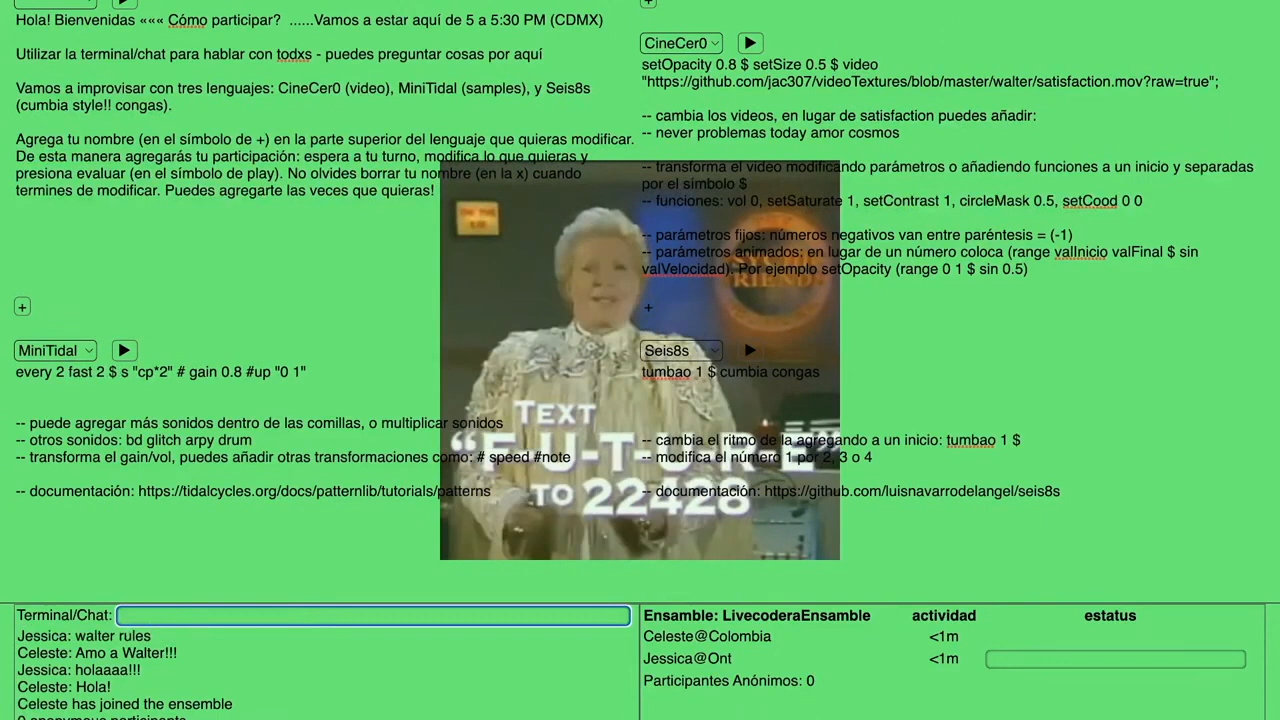 Hola! Bienvenidas ««« Cómo participar?  ......Vamos a estar aquí de 5 a 5:30 PM (CDMX)
Utilizar la terminal/chat para hablar con todxs - puedes preguntar cosas por aquí
Vamos a improvisar con tres lenguajes: CineCer0 (video), MiniTidal (samples), y Seis8s
(cumbia style!! congas).
Agrega tu nombre (en el símbolo de +) en la parte superior del lenguaje que quieras modificar.
De esta manera agregarás tu participación: espera a tu turno, modifica lo que quieras y
presiona evaluar (en el símbolo de play). No olvides borrar tu nombre (en la x) cuando
termines de modificar. Puedes agregarte las veces que quieras!
CineCer0
setOpacity 0.8 $ setSize 0.5 $ video
"https://github.com/jac307/videoTextures/blob/master/walter/satisfaction.mov?raw=true";
-- cambia los videos, en lugar de satisfaction puedes añadir:
-- never problems today amor cosmos
-- transforma el video modificando parámetros o añadiendo funciones a un inicio y separadas
por el símbolo $
-- funciones: vol 0, setSaturate 1, setContrast 1, circleMask 0.5, setCood 0 0
-- parámetros fijos: números negativos van entre paréntesis = (-1)
-- parámetros animados: en lugar de un número coloca (range valInicio valFinal $ sin
valVelocidad). Por ejemplo setOpacity (range 0 1 $ sin 0.5)
+
+
MiniTidal
every 2 fast 2 $ s "cp*2" # gain 0.8 #up "0 1"
-- puede agregar más sonidos dentro de las comillas, o multiplicar sonidos
-- otros sonidos: bd glitch arpy drum
-- transforma el gain/vol, puedes añadir otras transformaciones como: # speed #note
-- documentación: https://tidalcycles.org/docs/patternlib/tutorials/patterns
Seis8s
tumbao 1 $ cumbia congas
-- cambia el ritmo de la agregando a un inicio: tumbao 1 $
-- modifica el número 1 por 2, 3 o 4
-- documentación: https://github.com/luisnavarrodelangel/seis8s
TEXT
"F-U-T-U-R-E"
TO 22428
Terminal/Chat:
Jessica: walter rules
Celeste: Amo a Walter!!!
Jessica: holaaaa!!!
Celeste: Hola!
Celeste has joined the ensemble
0 anonymous participants
Ensamble: LivecoderaEnsamble actividad estatus
Celeste@Colombia <1m
Jessica@Ont <1m
Participantes Anónimos: 0